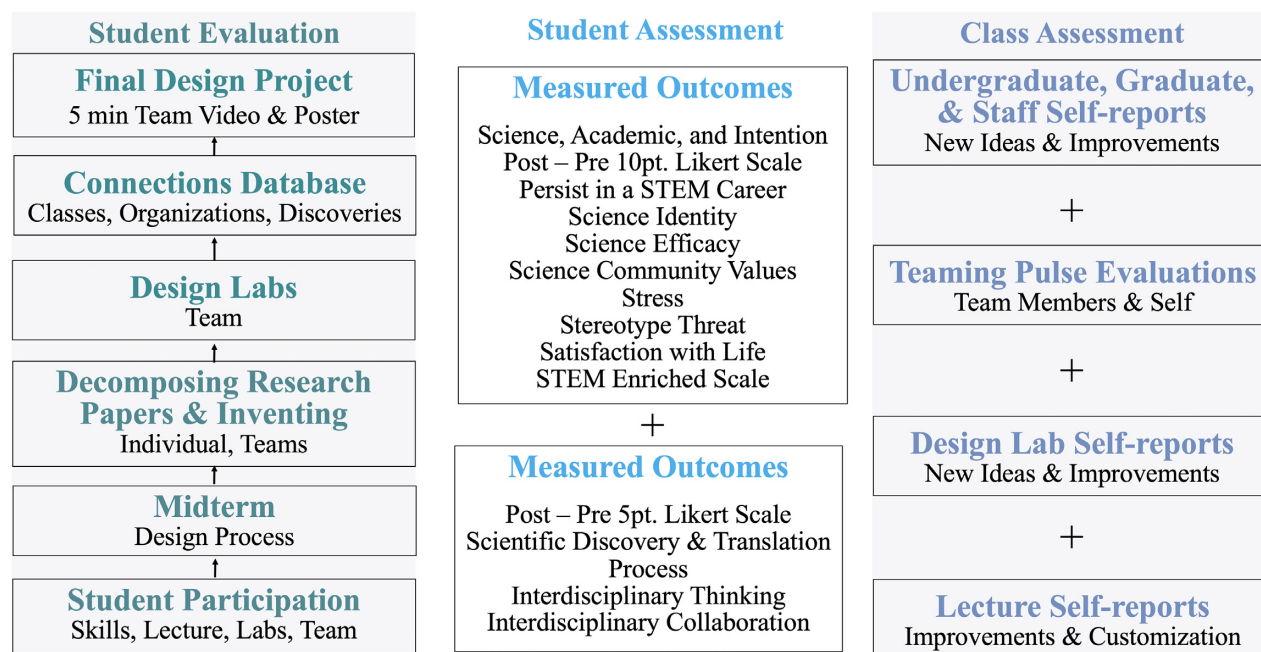 Student Evaluation
Final Design Project
5 min Team Video & Poster
Connections Database
Classes, Organizations, Discoveries
Design Labs
Team
Decomposing Research
Papers & Inventing
Individual, Teams
Midterm
Design Process
Student Participation
Skills, Lecture, Labs, Team
Student Assessment
Measured Outcomes
Science, Academic, and Intention
Post – Pre 10pt. Likert Scale
Persist in a STEM Career
Science Identity
Science Efficacy
Science Community Values
Stress
Stereotype Threat
Satisfaction with Life
STEM Enriched Scale
+
Measured Outcomes
Post – Pre 5pt. Likert Scale
Scientific Discovery & Translation
Process
Interdisciplinary Thinking
Interdisciplinary Collaboration
Class Assessment
Undergraduate, Graduate,
& Staff Self-reports
New Ideas & Improvements
+
Teaming Pulse Evaluations
Team Members & Self
+
Design Lab Self-reports
New Ideas & Improvements
+
Lecture Self-reports
Improvements & Customization